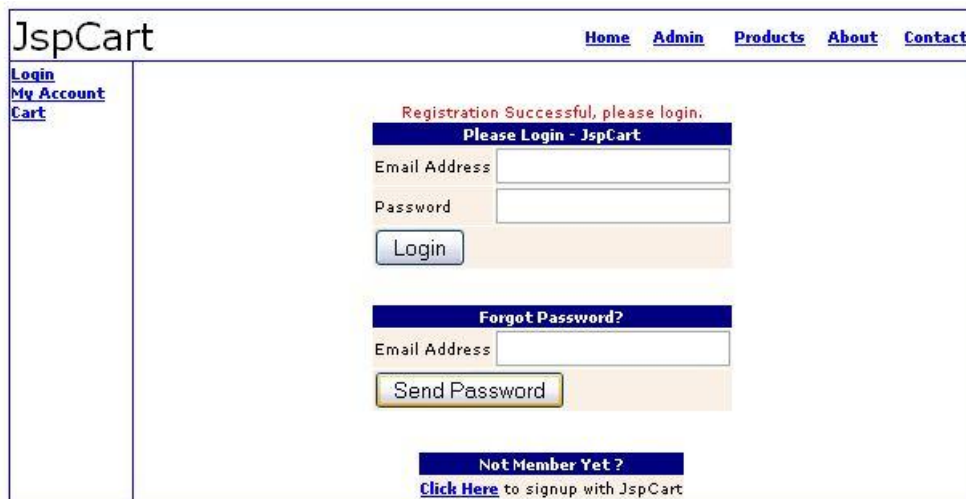 JspCart
Home Admin Products About Contact
Login
My Account
Cart
Registration Successful, please login.
Please Login - JspCart
Email Address
Password
Login
Forgot Password?
Email Address
Send Password
Not Member Yet ?
Click Here to signup with JspCart